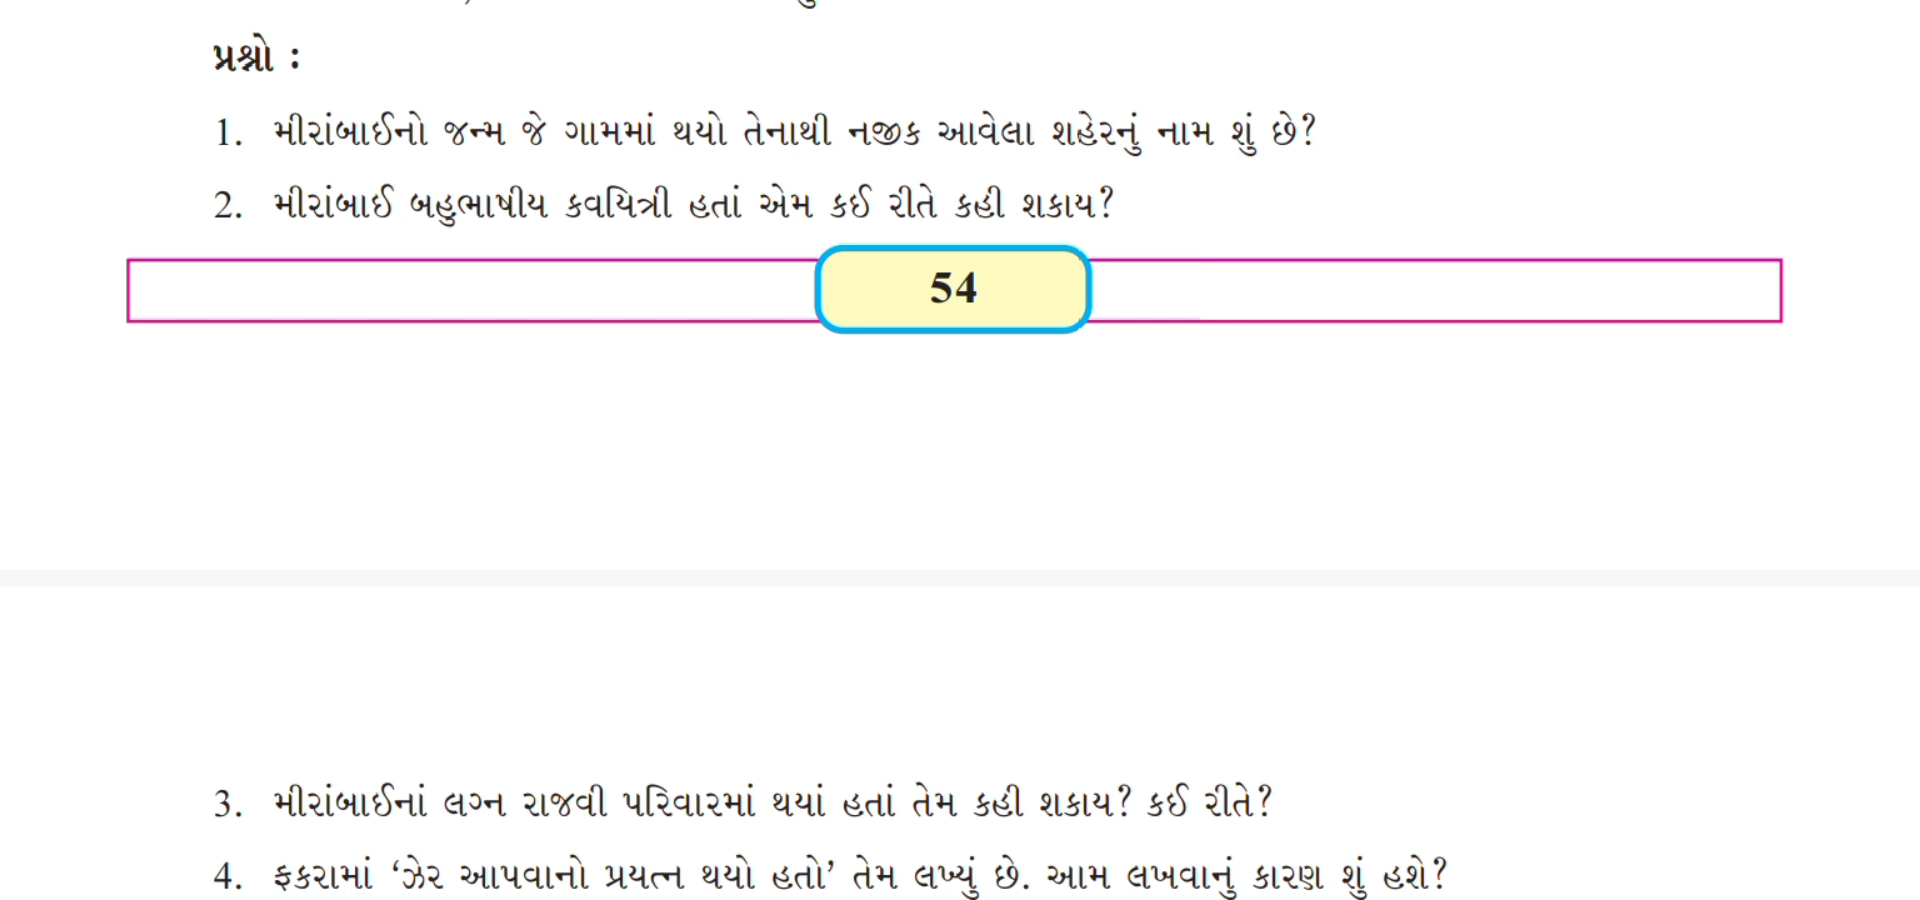 પ્રશ્નો :
1. મીરાંબાઈનો જન્મ જે ગામમાં થયો તેનાથી નજીક આવેલા શહેરનું નામ શું છે?
2. મીરાંબાઈ બહુભાષીય કવયિત્રી હતાં એમ કઈ રીતે કહી શકાય?
54
3. મીરાંબાઈનાં લગ્ન રાજવી પરિવારમાં થયાં હતાં તેમ કહી શકાય? કઈ રીતે?
4. ફકરામાં ‘ઝેર આપવાનો પ્રયત્ન થયો હતો’ તેમ લખ્યું છે. આમ લખવાનું કારણ શું હશે?